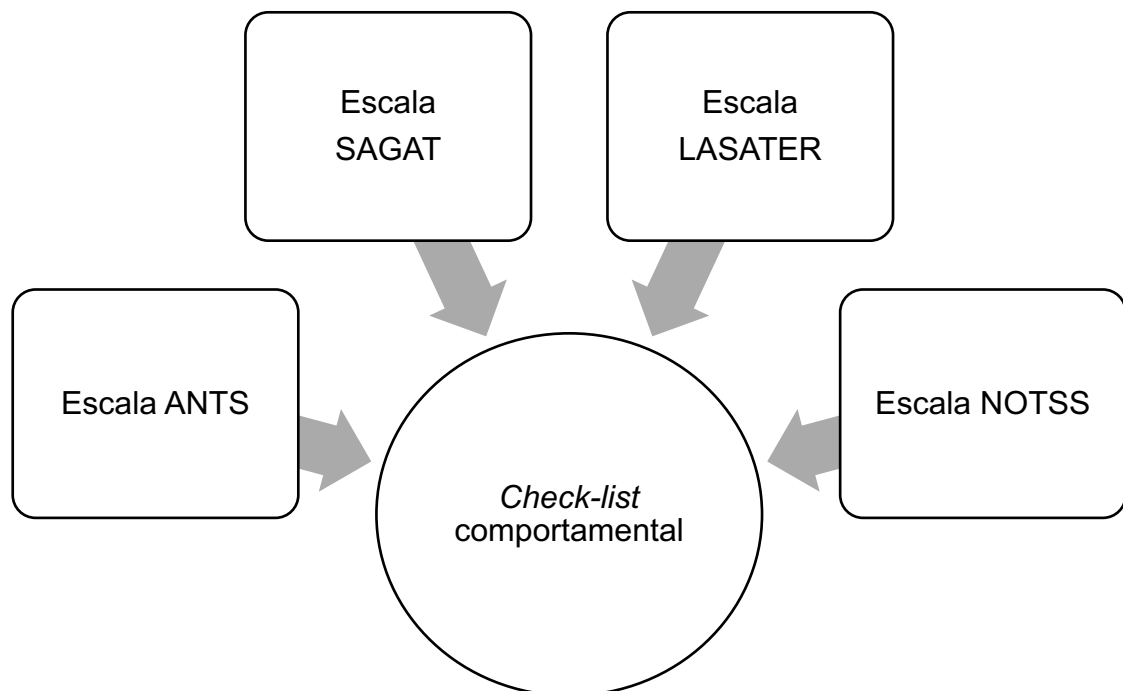 Escala
SAGAT
Escala
LASATER
Escala ANTS
Escala NOTSS
Check-list
comportamental